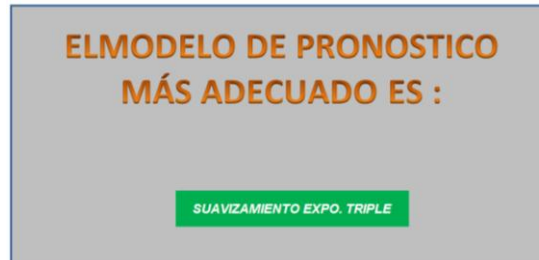 ELMODELO DE PRONOSTICO
MÁS ADECUADO ES :
SUAVIZAMIENTO EXPO. TRIPLE